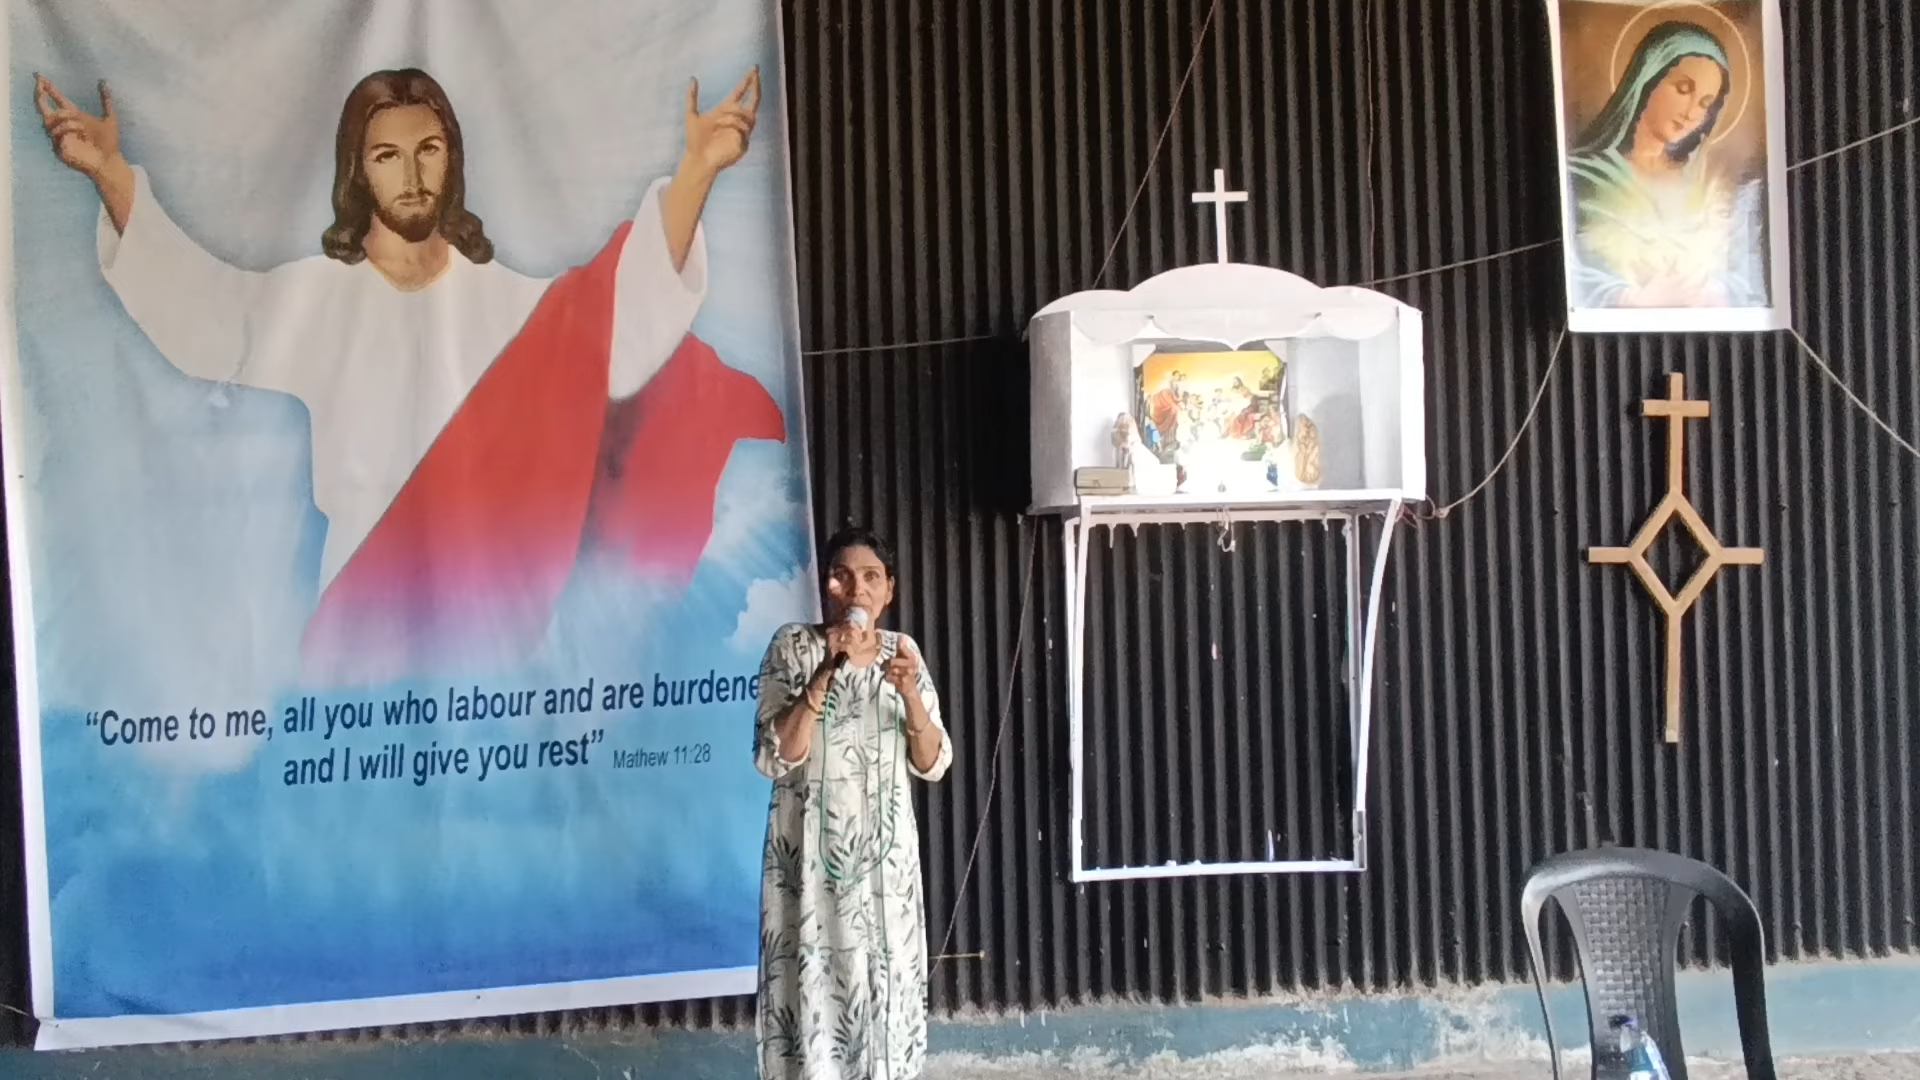 “Come to me, all you who labour and are burdene
and I will give you rest” Mathew 11:28